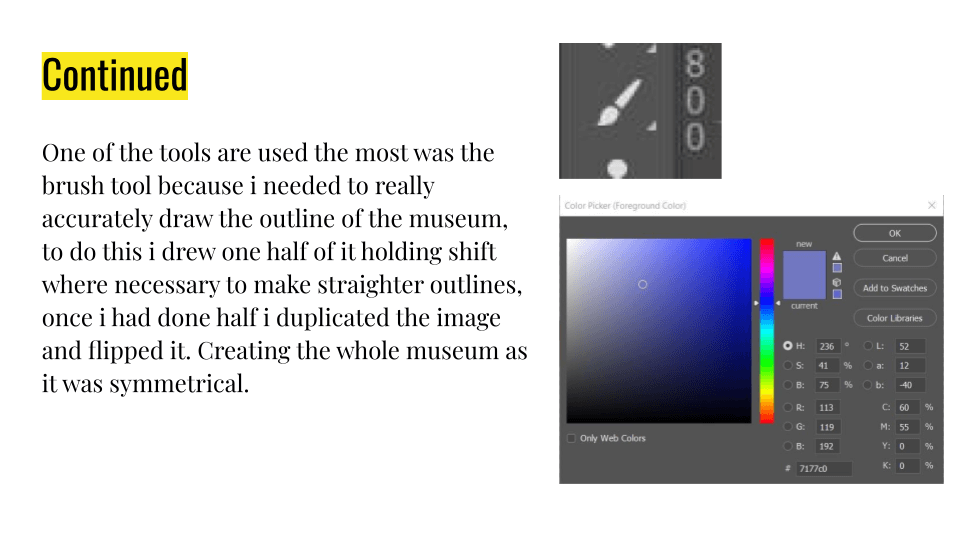 Continued
One of the tools are used the most was the
brush tool because i needed to really
accurately draw the outline of the museum,
to do this i drew one half of it holding shift
where necessary to make straighter outlines,
once i had done half i duplicated the image
and flipped it. Creating the whole museum as
it was symmetrical.
8
0
0
Color Picker (Foreground Color)
new
current
OK
Cancel
Add to Swatches
Color Libraries
H: 236 ° L: 52
S: 41 % a: 12
B: 75 % b: -40
R: 113 C: 60 %
G: 119 M: 55 %
B: 192 Y: 0 %
# 7177c0 K: 0 %
Only Web Colors